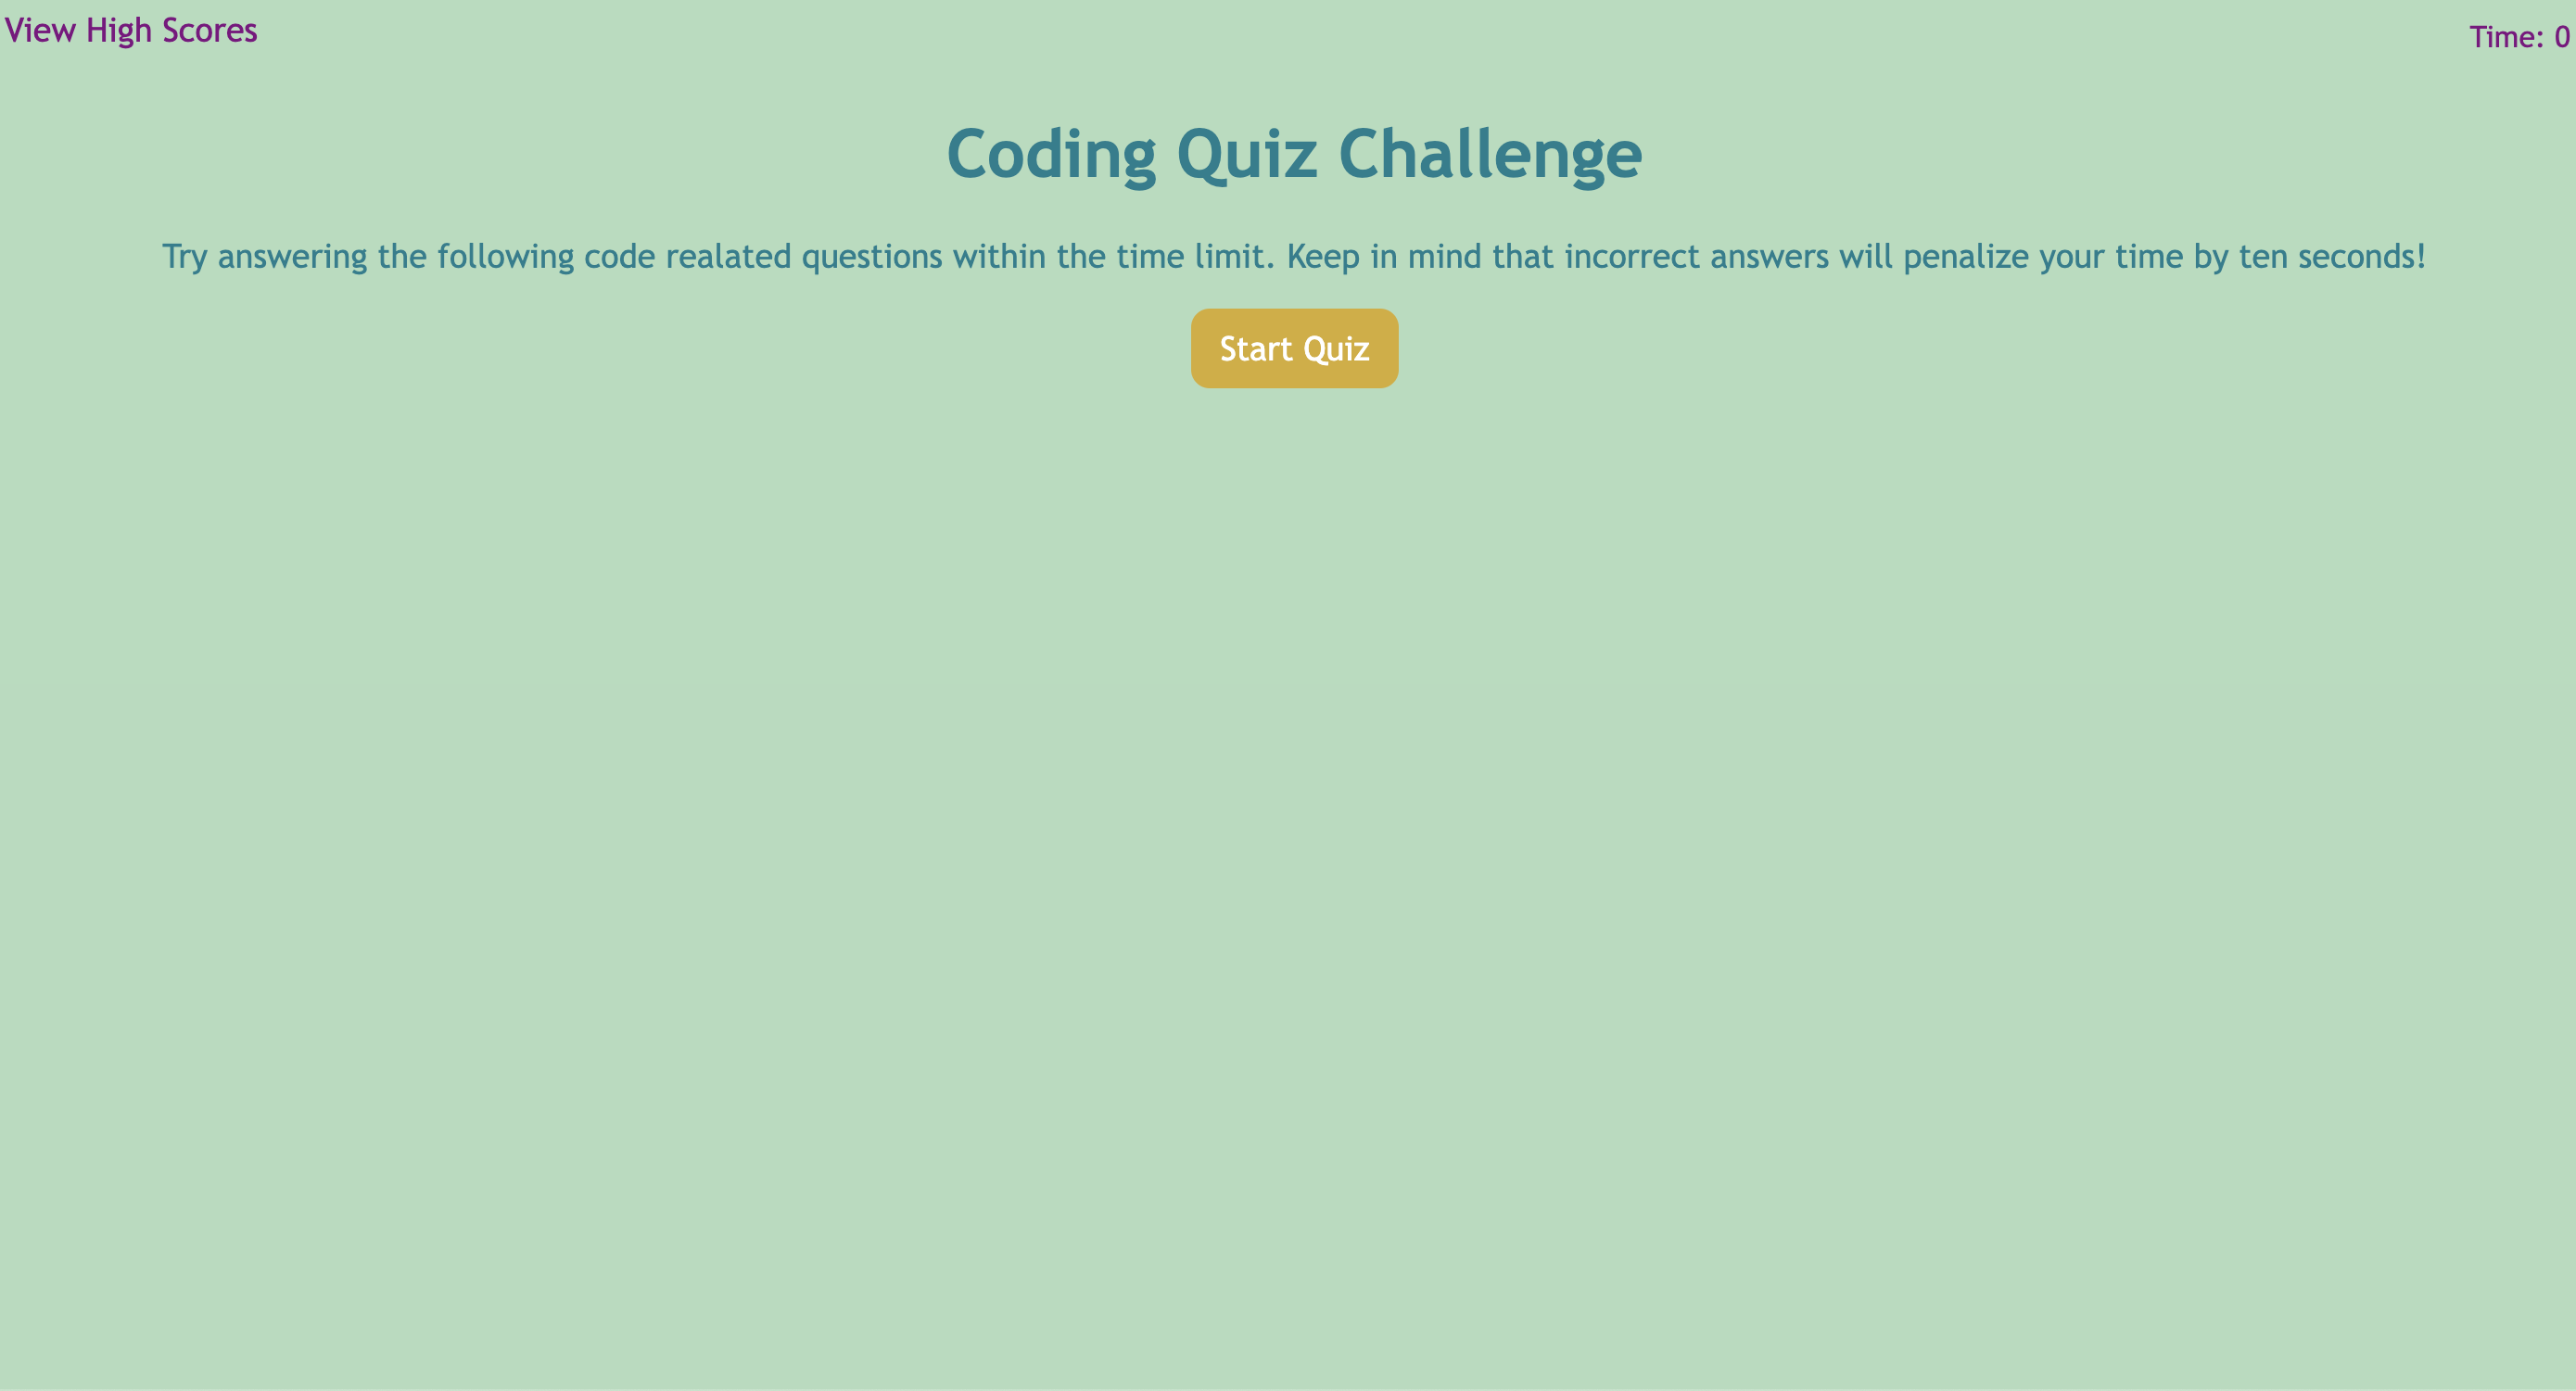 View High Scores
Time: 0
Coding Quiz Challenge
Try answering the following code realated questions within the time limit. Keep in mind that incorrect answers will penalize your time by ten seconds!
Start Quiz